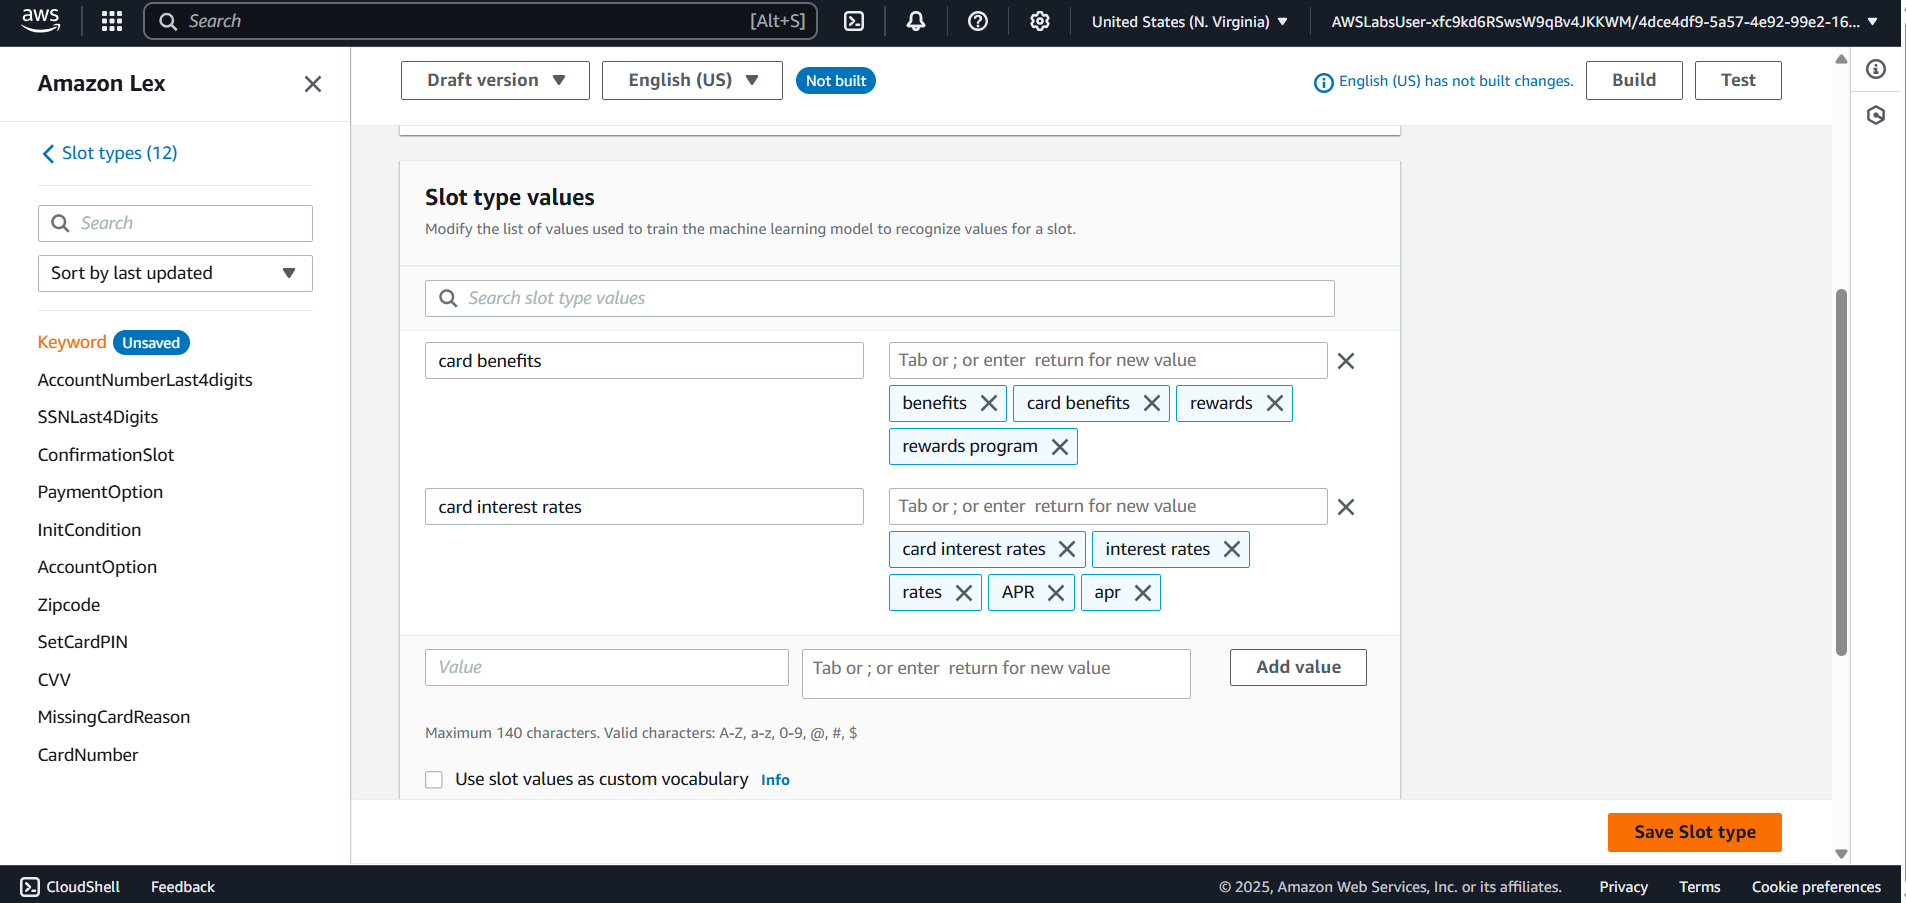 aws
Search [Alt+S]
United States (N. Virginia)
AWSLabsUser-xfc9kd6RSwsW9qBv4JKKWM/4dce4df9-5a57-4e92-99e2-16...
Amazon Lex
Slot types (12)
Search
Sort by last updated
Keyword Unsaved
AccountNumberLast4digits
SSNLast4Digits
ConfirmationSlot
PaymentOption
InitCondition
AccountOption
Zipcode
SetCardPIN
CVV
MissingCardReason
CardNumber
Draft version
English (US)
Not built
English (US) has not built changes.
Build
Test
Slot type values
Modify the list of values used to train the machine learning model to recognize values for a slot.
Search slot type values
card benefits
Tab or ; or enter return for new value
benefits card benefits rewards
rewards program
card interest rates
Tab or ; or enter return for new value
card interest rates interest rates
rates APR apr
Value
Tab or ; or enter return for new value
Add value
Maximum 140 characters. Valid characters: A-Z, a-z, 0-9, @, #, $
Use slot values as custom vocabulary Info
Save Slot type
CloudShell Feedback
© 2025, Amazon Web Services, Inc. or its affiliates. Privacy Terms Cookie preferences